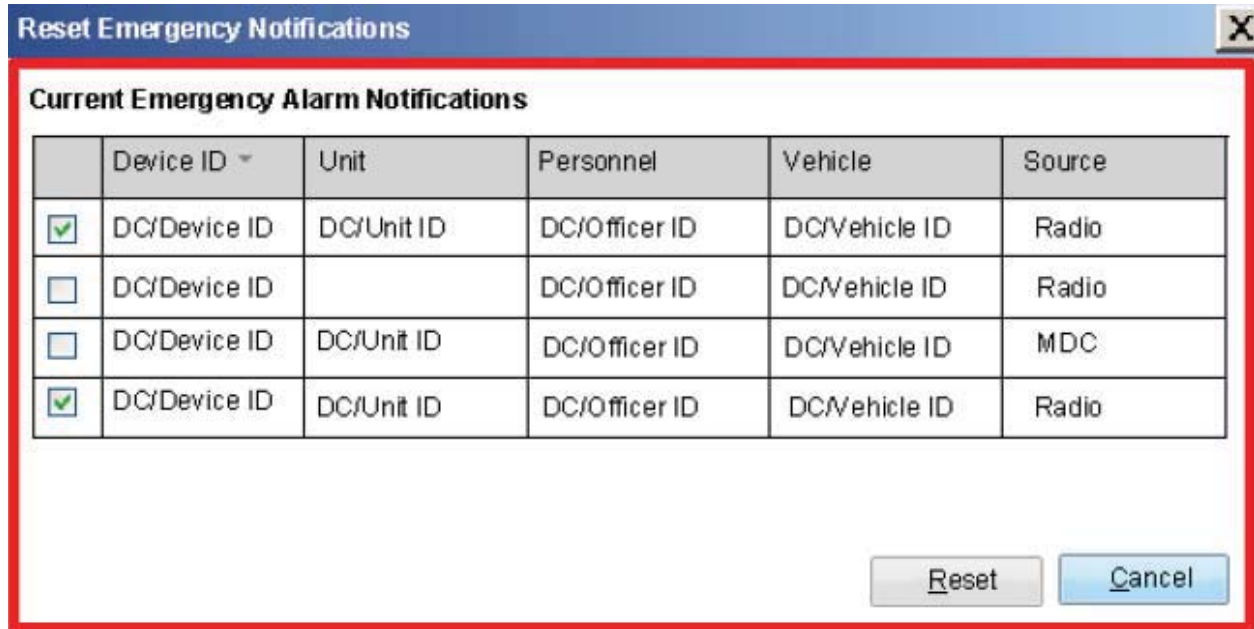 Reset Emergency Notifications X
Current Emergency Alarm Notifications
Device ID Unit Personnel Vehicle Source
DC/Device ID DC/Unit ID DC/Officer ID DC/Vehicle ID Radio
DC/Device ID DC/Officer ID DC/Vehicle ID Radio
DC/Device ID DC/Unit ID DC/Officer ID DC/Vehicle ID MDC
DC/Device ID DC/Unit ID DC/Officer ID DC/Vehicle ID Radio
Reset Cancel